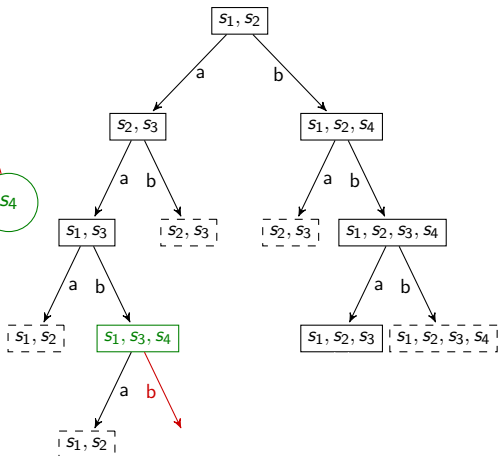 s₁, s₂
a b
s₂, s₃ s₁, s₂, s₄
a b a b
s₄
s₁, s₃ s₂, s₃ s₂, s₃ s₁, s₂, s₃, s₄
a b a b
s₁, s₂ s₁, s₃, s₄ s₁, s₂, s₃ s₁, s₂, s₃, s₄
a b
s₁, s₂